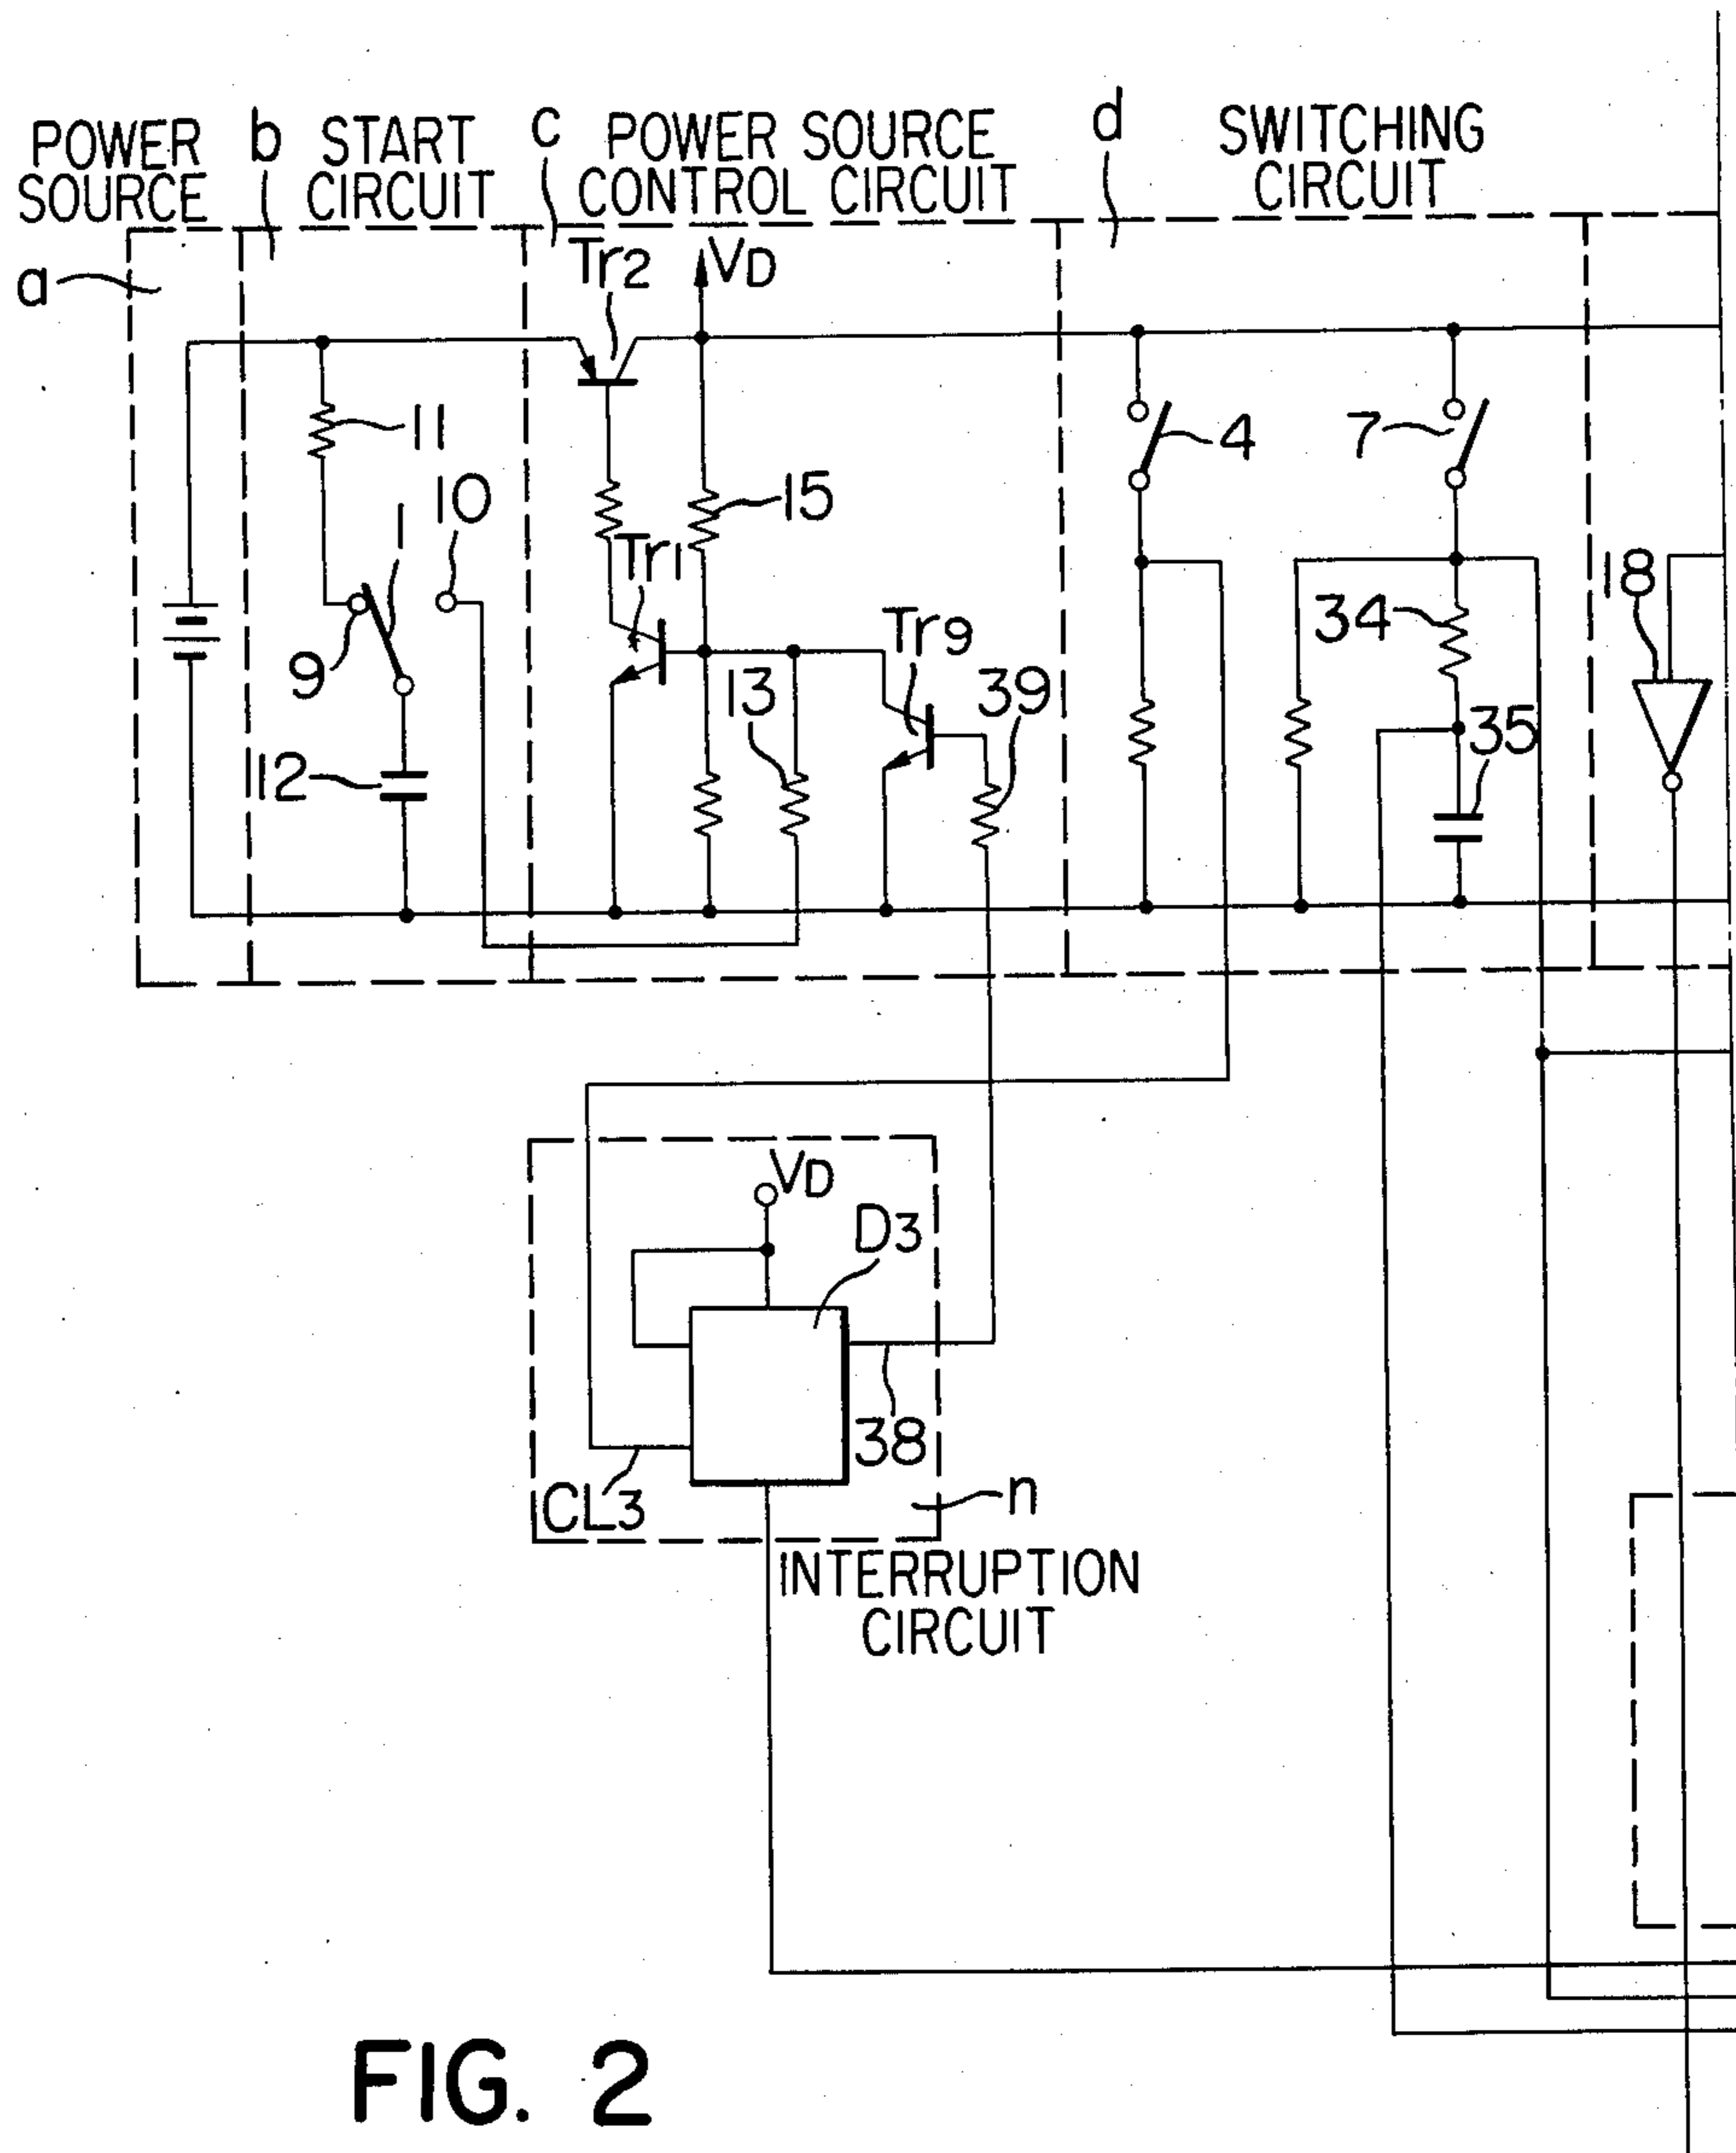 POWER
SOURCE
b
START
CIRCUIT
c
POWER SOURCE
CONTROL CIRCUIT
d
SWITCHING
CIRCUIT
a
Tr2
VD
11
4
7
1
10
15
Tr1
9
18
34
Tr9
13
39
12
35
VD
D3
38
CL3
n
INTERRUPTION
CIRCUIT
FIG. 2